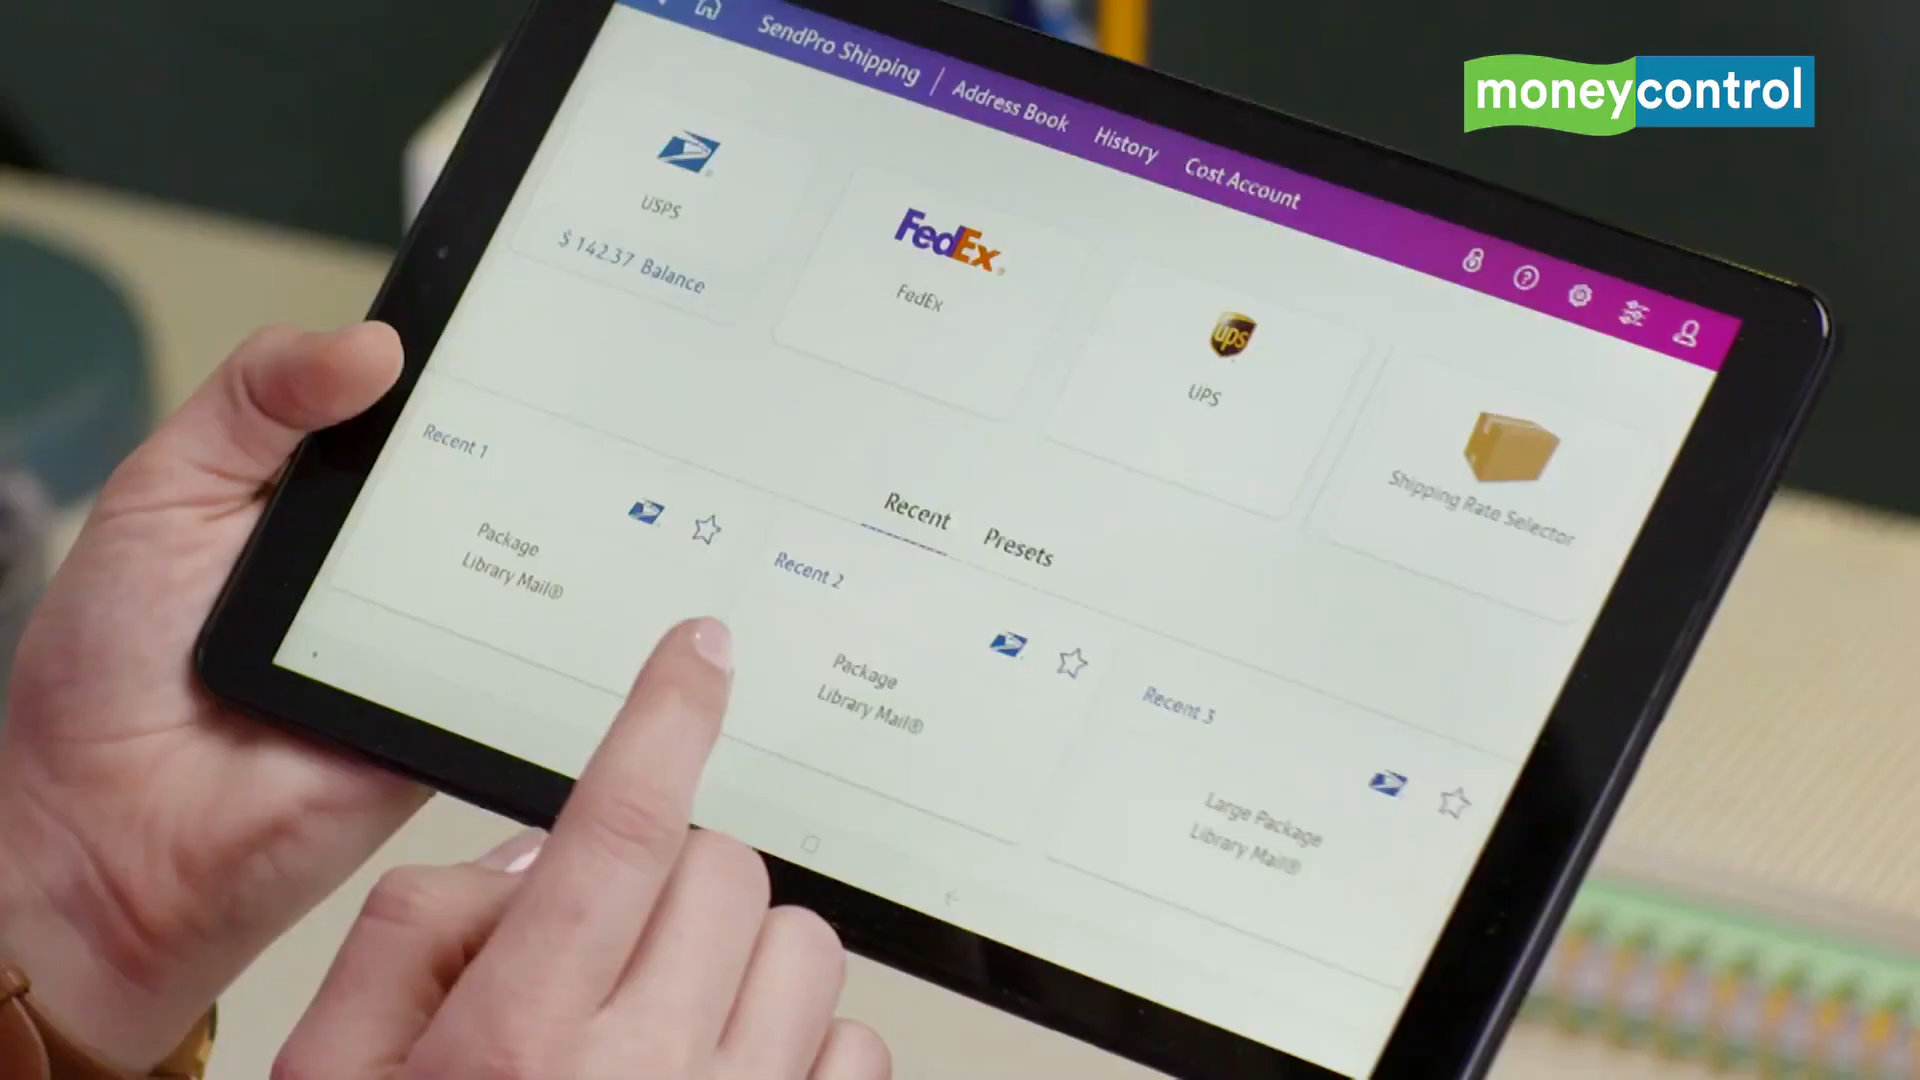 moneycontrol
SendPro Shipping | Address Book History Cost Account
USPS
$ 142.37 Balance
FedEx
FedEx
ups
UPS
Shipping Rate Selector
Recent Presets
Recent 1
Package
Library Mail®
Recent 2
Package
Library Mail®
Recent 3
Large Package
Library Mail®